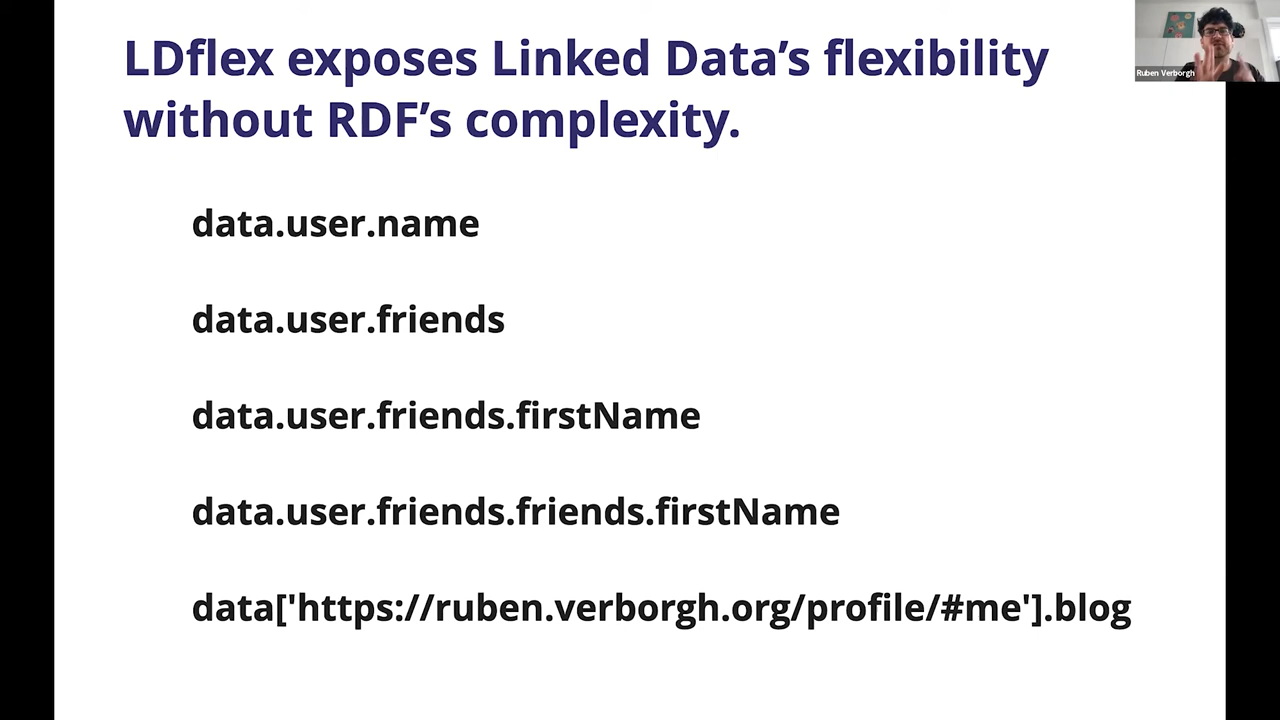 LDflex exposes Linked Data’s flexibility
without RDF’s complexity.
Ruben Verborgh
data.user.name
data.user.friends
data.user.friends.firstName
data.user.friends.friends.firstName
data['https://ruben.verborgh.org/profile/#me'].blog